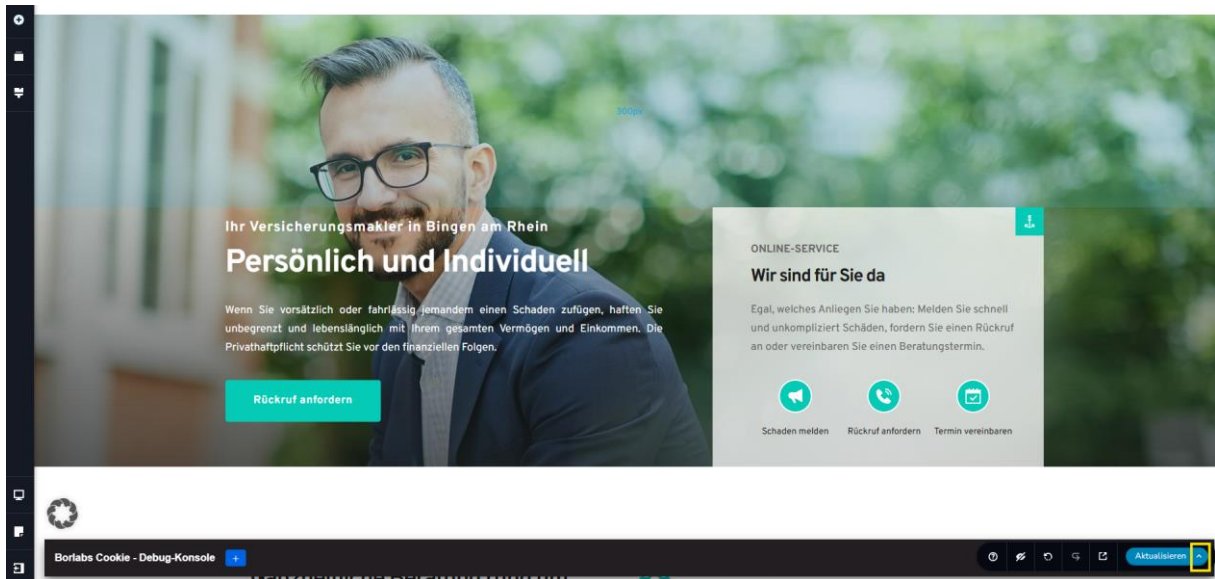 300px
Ihr Versicherungsmakler in Bingen am Rhein
Persönlich und Individuell
Wenn Sie vorsätzlich oder fahrlässig jemandem einen Schaden zufügen, haften Sie
unbegrenzt und lebenslänglich mit Ihrem gesamten Vermögen und Einkommen. Die
Privathaftpflicht schützt Sie vor den finanziellen Folgen.
Rückruf anfordern
ONLINE-SERVICE
Wir sind für Sie da
Egal, welches Anliegen Sie haben: Melden Sie schnell
und unkompliziert Schäden, fordern Sie einen Rückruf
an oder vereinbaren Sie einen Beratungstermin.
Schaden melden
Rückruf anfordern
Termin vereinbaren
Borlabs Cookie - Debug-Konsole
+
Aktualisieren